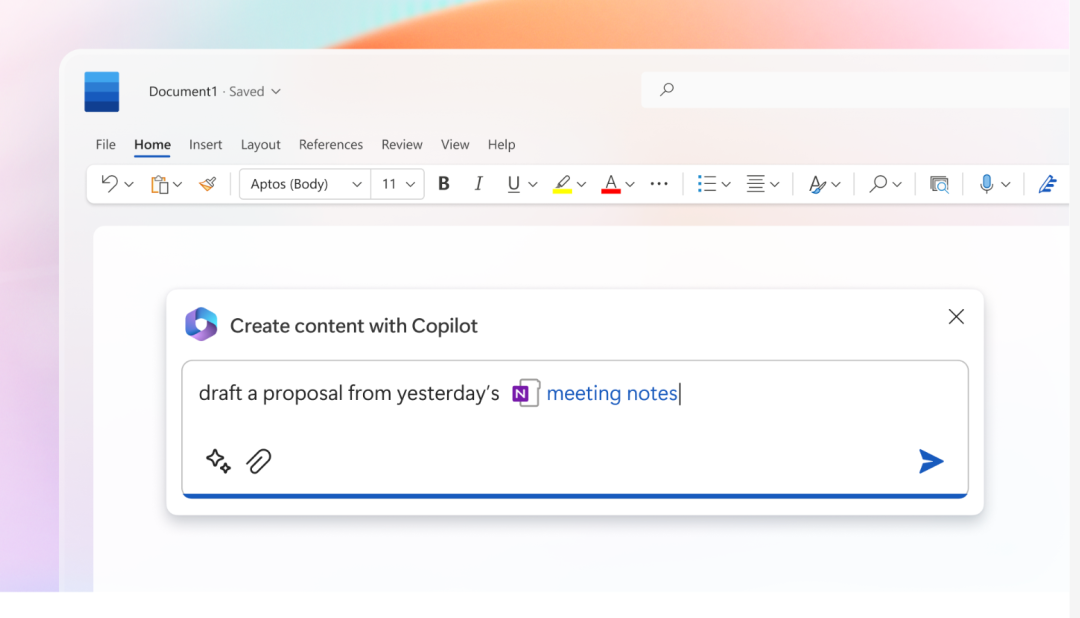 Document1 · Saved
File Home Insert Layout References Review View Help
Aptos (Body) 11 B I U A A
Create content with Copilot
draft a proposal from yesterday's N meeting notes